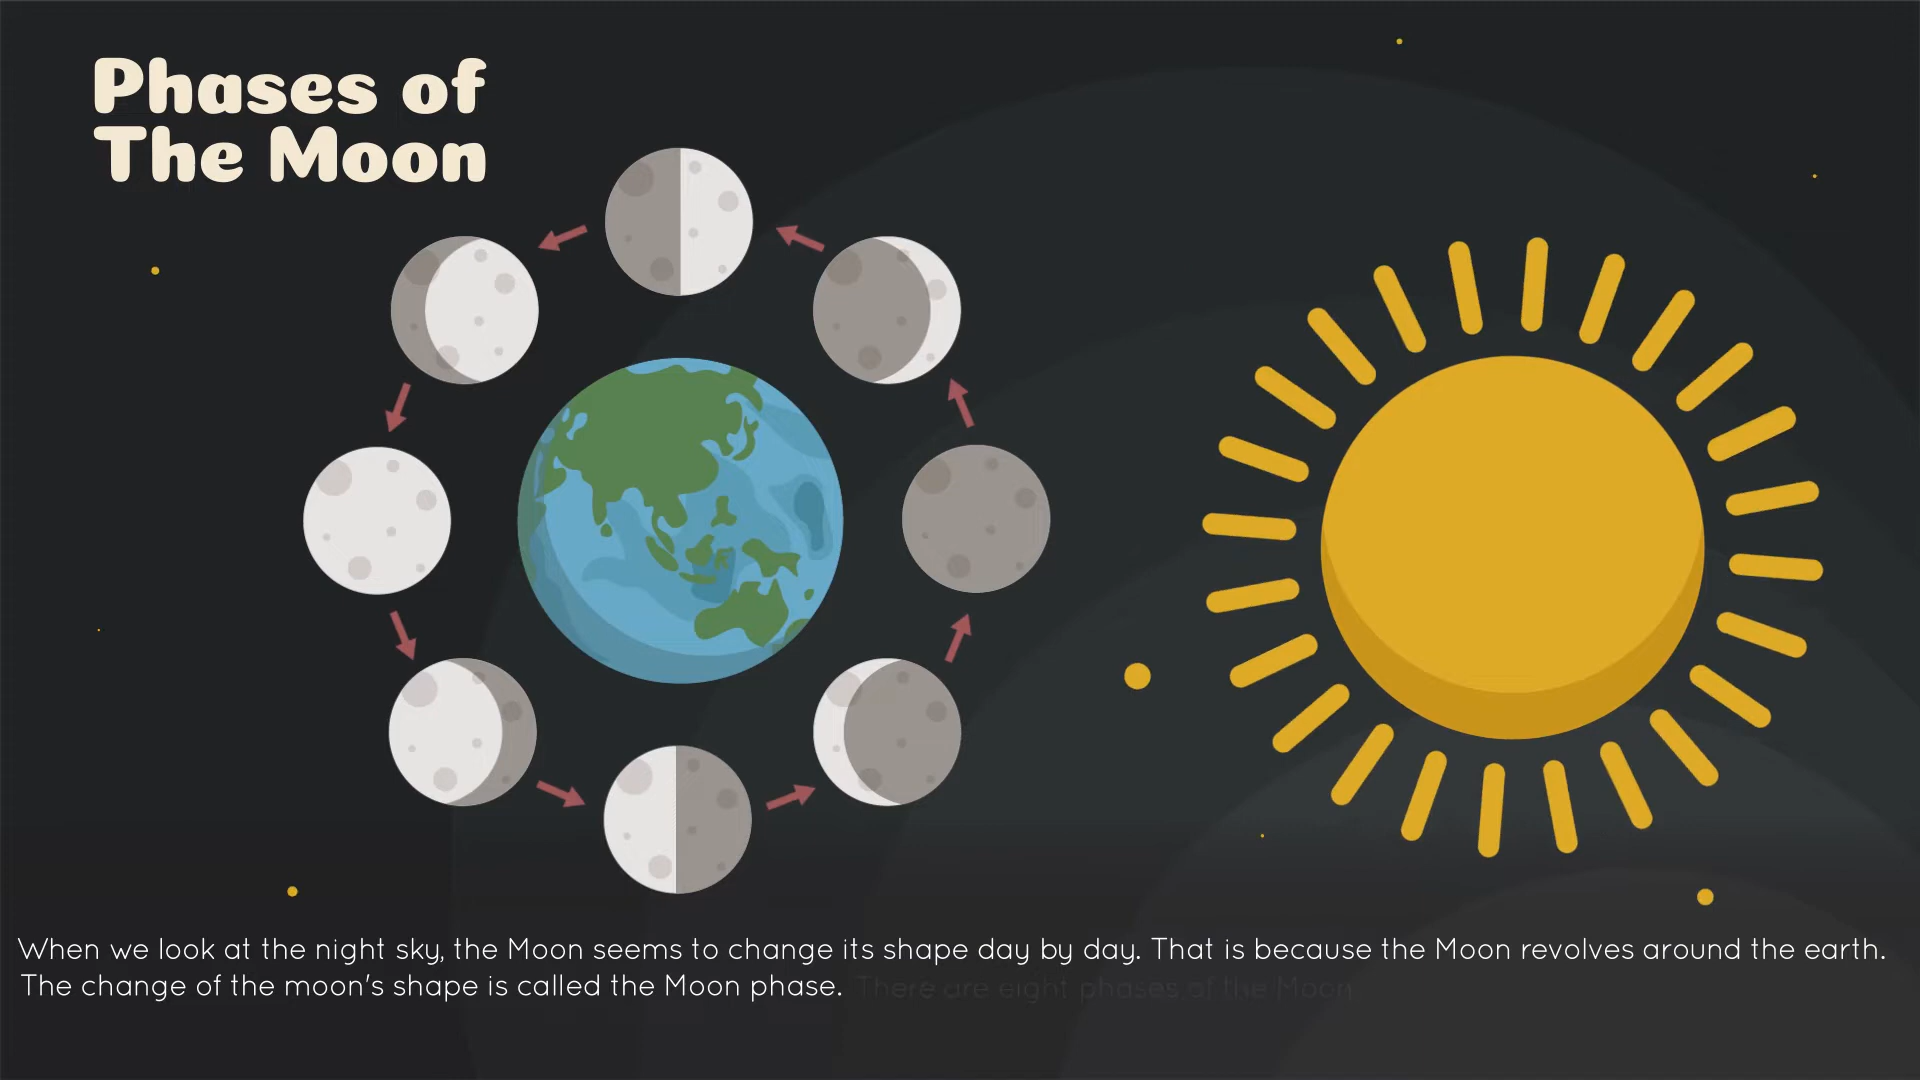 Phases of
The Moon
When we look at the night sky, the Moon seems to change its shape day by day. That is because the Moon revolves around the earth.
The change of the moon's shape is called the Moon phase. There are eight phases of the Moon